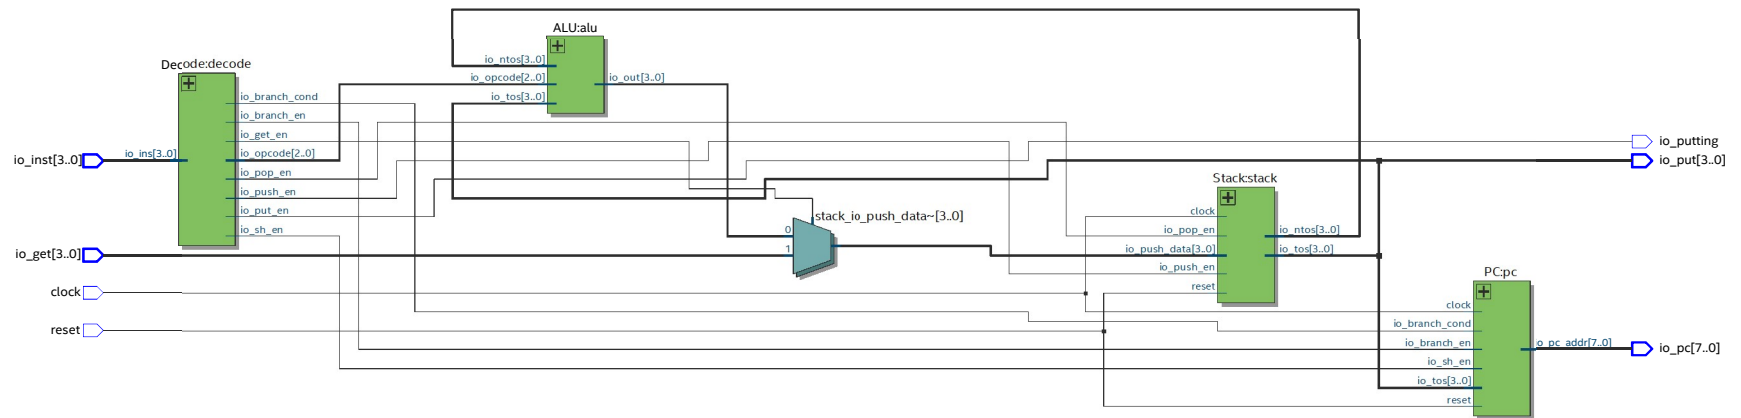 ALU:alu
io_ntos[3..0]
io_opcode[2..0]
io_tos[3..0]
io_out[3..0]
Decode:decode
io_ins[3..0]
io_branch_cond
io_branch_en
io_get_en
io_opcode[2..0]
io_pop_en
io_push_en
io_put_en
io_sh_en
io_inst[3..0]
io_get[3..0]
clock
reset
stack_io_push_data~[3..0]
0
1
Stack:stack
clock
io_pop_en
io_push_data[3..0]
io_push_en
reset
io_ntos[3..0]
io_tos[3..0]
io_putting
io_put[3..0]
PC:pc
clock
io_branch_cond
io_branch_en
io_sh_en
io_tos[3..0]
reset
o_pc_addr[7..0]
io_pc[7..0]